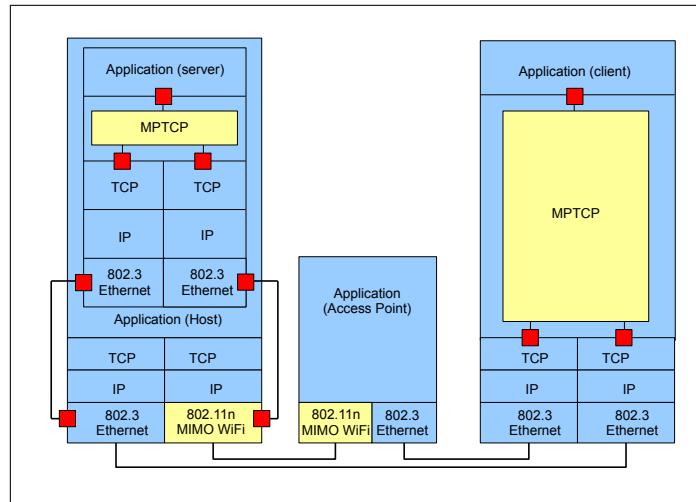 Application (server)
MPTCP
TCP
TCP
IP
IP
802.3
Ethernet
802.3
Ethernet
Application (Host)
TCP
TCP
IP
IP
802.3
Ethernet
802.11n
MIMO WiFi
Application
(Access Point)
802.11n
MIMO WiFi
802.3
Ethernet
Application (client)
MPTCP
TCP
TCP
IP
IP
802.3
Ethernet
802.3
Ethernet